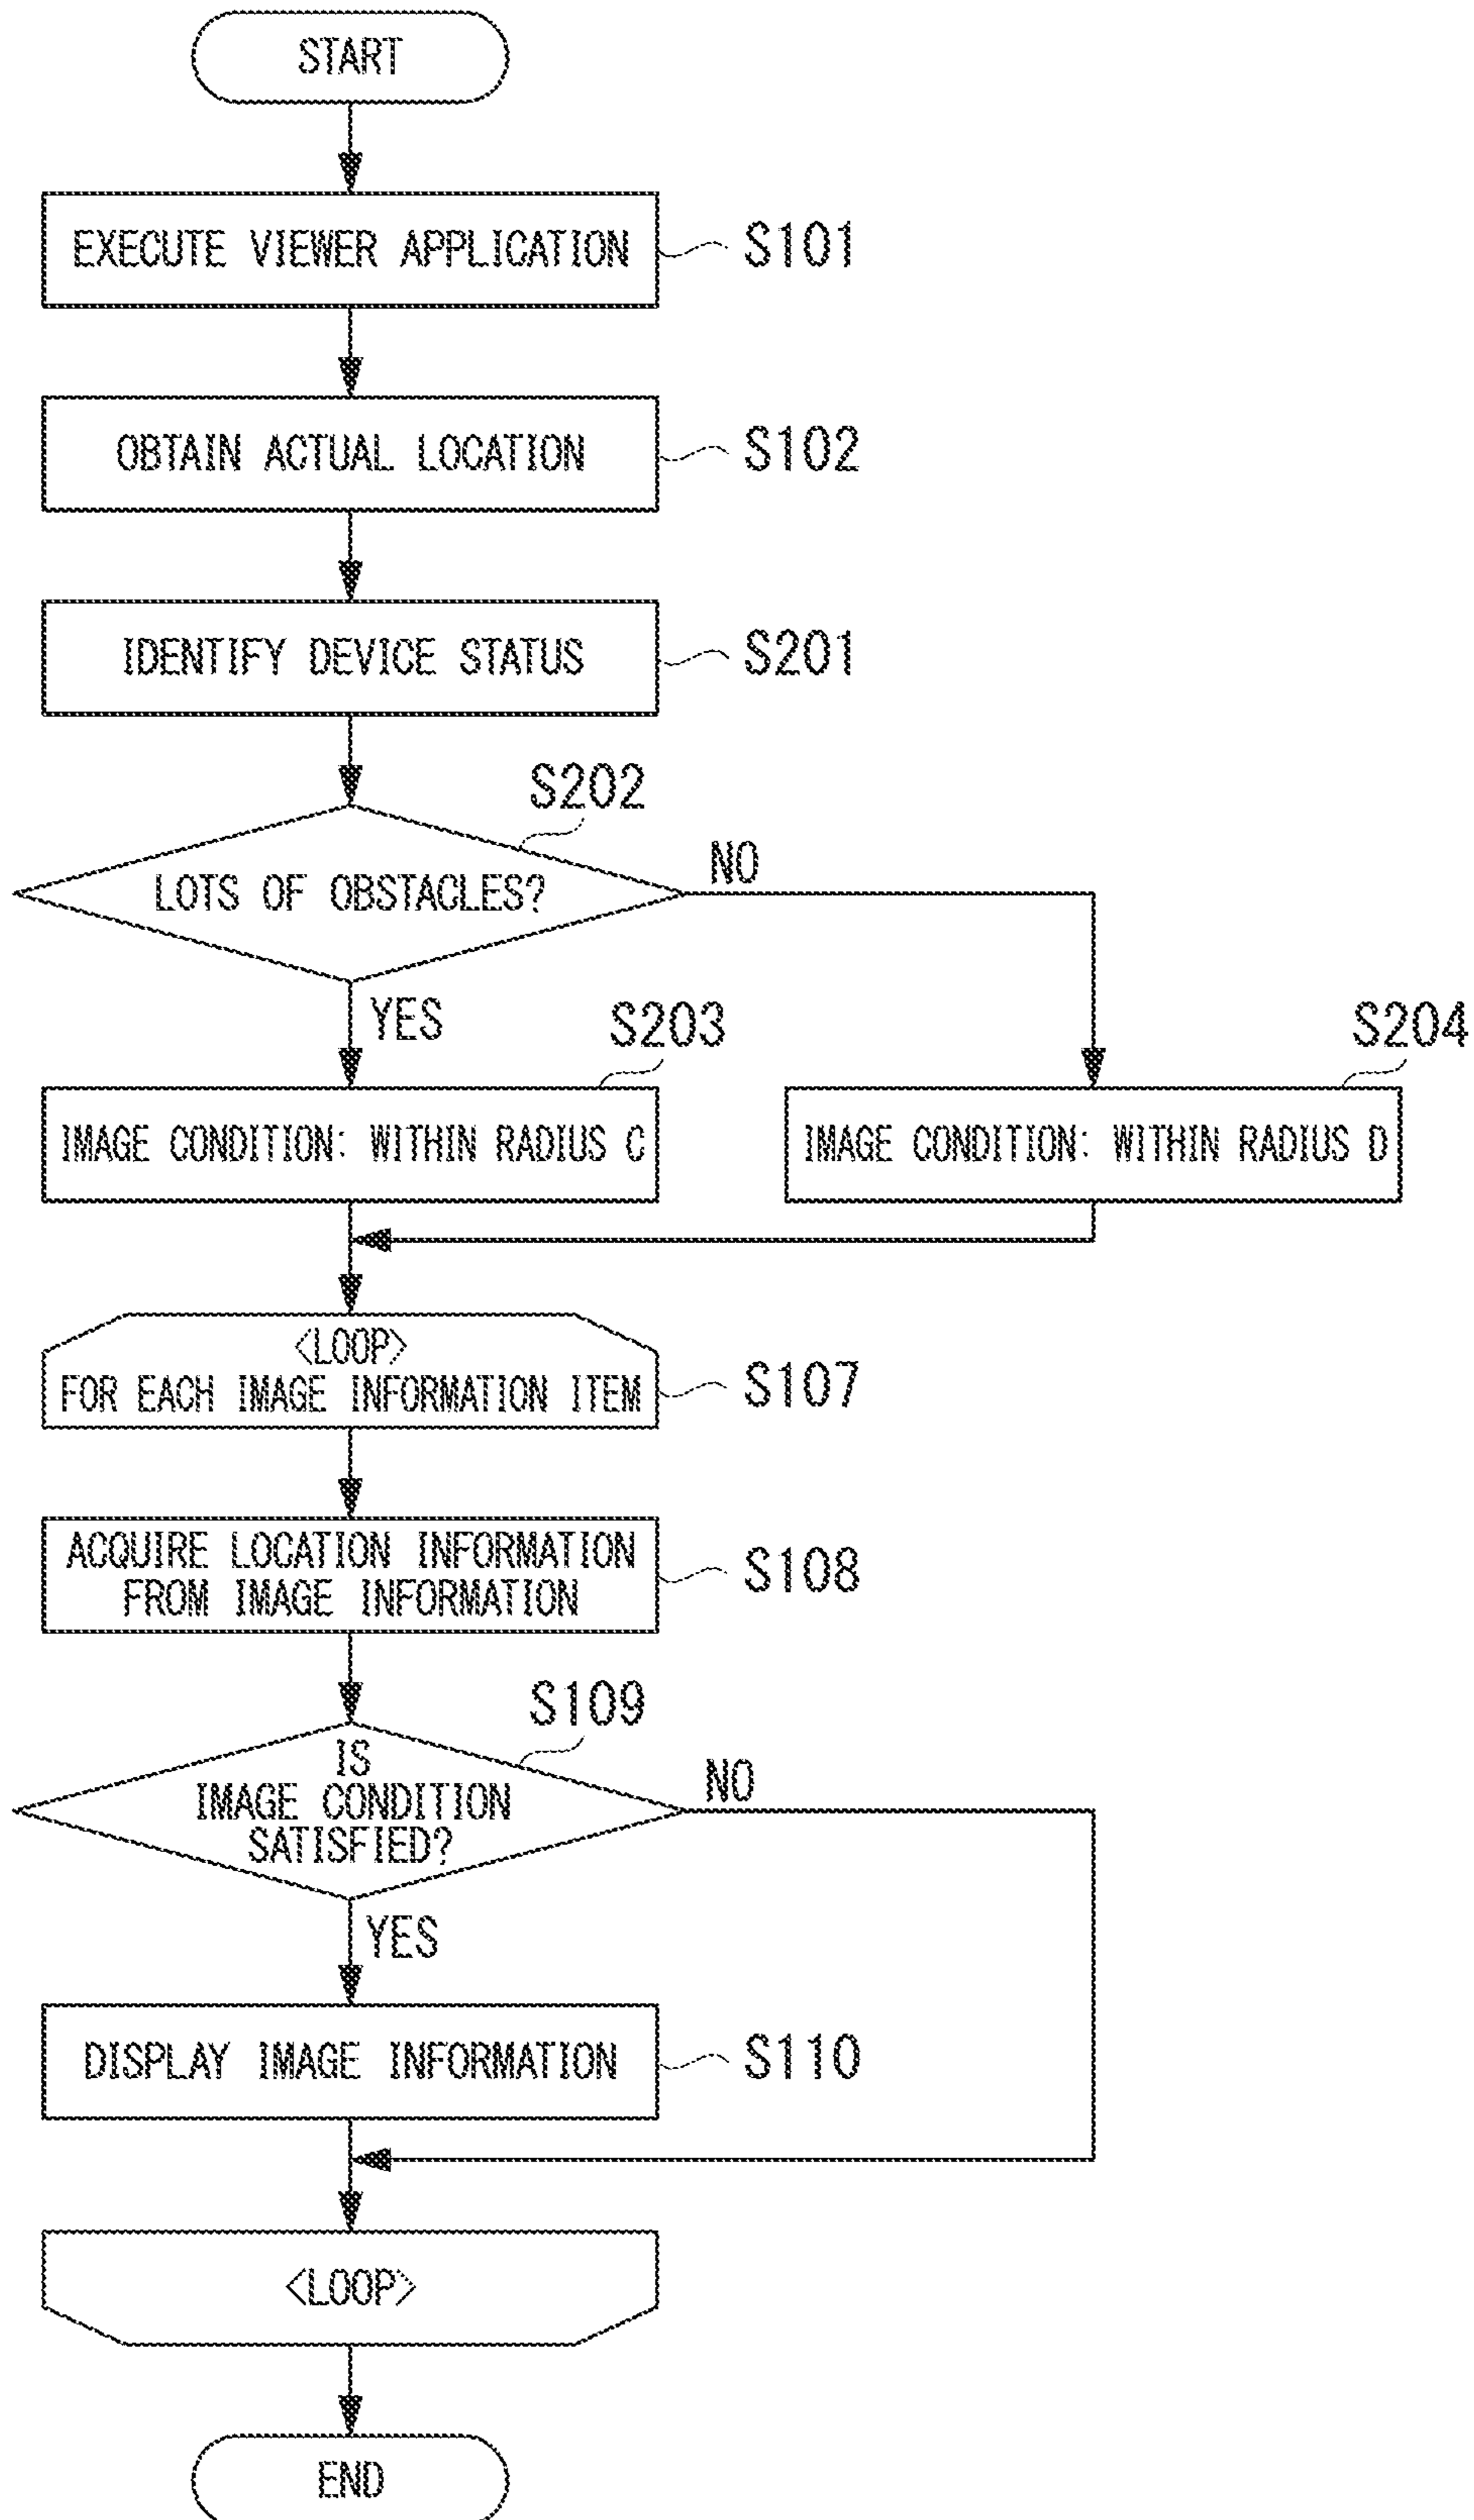 START
EXECUTE VIEWER APPLICATION
S101
OBTAIN ACTUAL LOCATION
S102
IDENTIFY DEVICE STATUS
S201
S202
LOTS OF OBSTACLES?
NO
YES
S203
S204
IMAGE CONDITION: WITHIN RADIUS C
IMAGE CONDITION: WITHIN RADIUS D
<LOOP>
FOR EACH IMAGE INFORMATION ITEM
S107
ACQUIRE LOCATION INFORMATION
FROM IMAGE INFORMATION
S108
S109
IS
IMAGE CONDITION
SATISFIED?
NO
YES
DISPLAY IMAGE INFORMATION
S110
<LOOP>
END